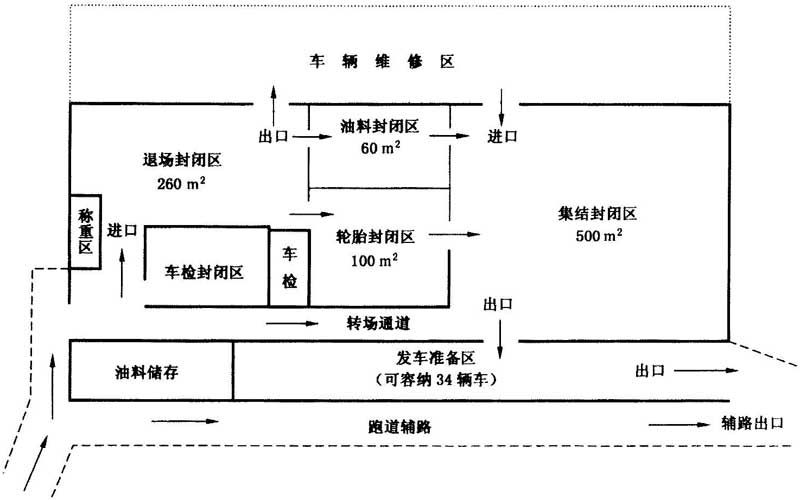 车辆维修区
出口
油料封闭区
60 m²
进口
退场封闭区
260 m²
称重区
进口
轮胎封闭区
100 m²
集结封闭区
500 m²
车检封闭区
车检
出口
转场通道
油料储存
发车准备区
（可容纳 34 辆车）
出口
跑道辅路
辅路出口